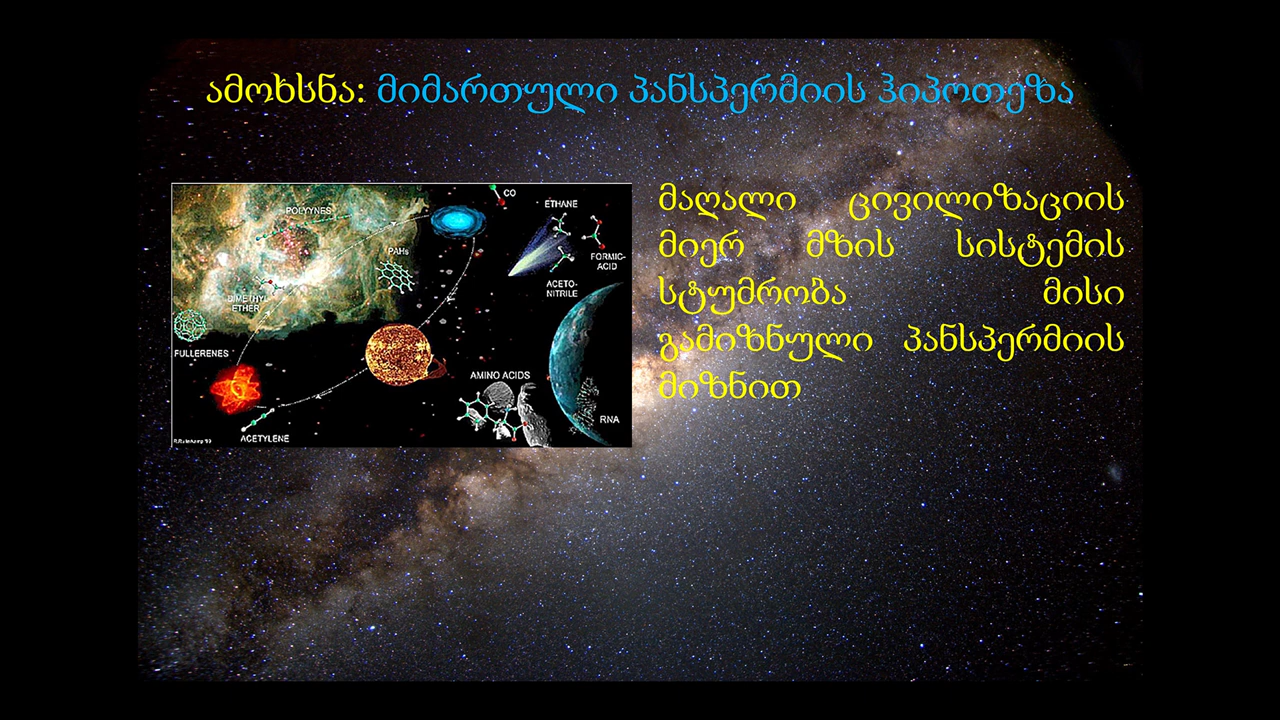 ამოხსნა: მიმართული პანსპერმიის ჰიპოთეზა
მაღალი ცივილიზაციის
მიერ მზის სისტემის
სტუმრობა მისი
გამიზნული პანსპერმიის
მიზნით
CO
POLYYNES
ETHANE
PAHs
FORMIC-
ACID
ACETO-
NITRILE
DIMETHYL
ETHER
FULLERENES
AMINO ACIDS
RNA
ACETYLENE